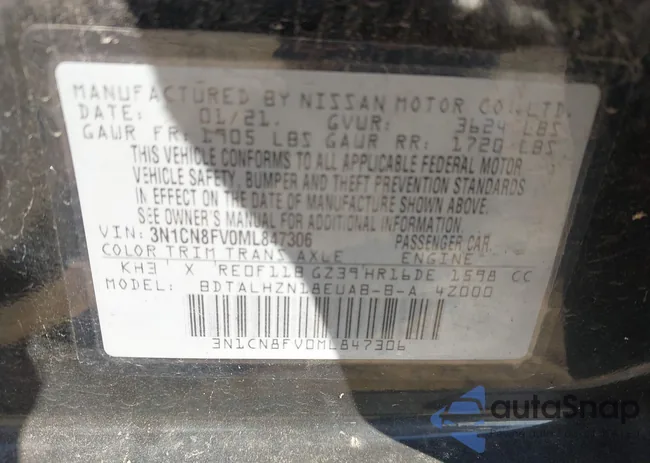 MANUFACTURED BY NISSAN MOTOR CO.,LTD.
DATE: 01/21. GVWR: 3624 LBS
GAWR FR: 1905 LBS GAWR RR: 1720 LBS
THIS VEHICLE CONFORMS TO ALL APPLICABLE FEDERAL MOTOR
VEHICLE SAFETY, BUMPER AND THEFT PREVENTION STANDARDS
IN EFFECT ON THE DATE OF MANUFACTURE SHOWN ABOVE.
SEE OWNER'S MANUAL FOR ADDITIONAL INFORMATION.
VIN: 3N1CN8FV0ML847306 PASSENGER CAR.
COLOR TRIM TRANS AXLE ENGINE
KH3 X RE0F11B GZ39 HR16DE 1598 CC
MODEL: BDTALHZN18EUAB-B-A 42000
3N1CN8FV0ML847306
autoSnap